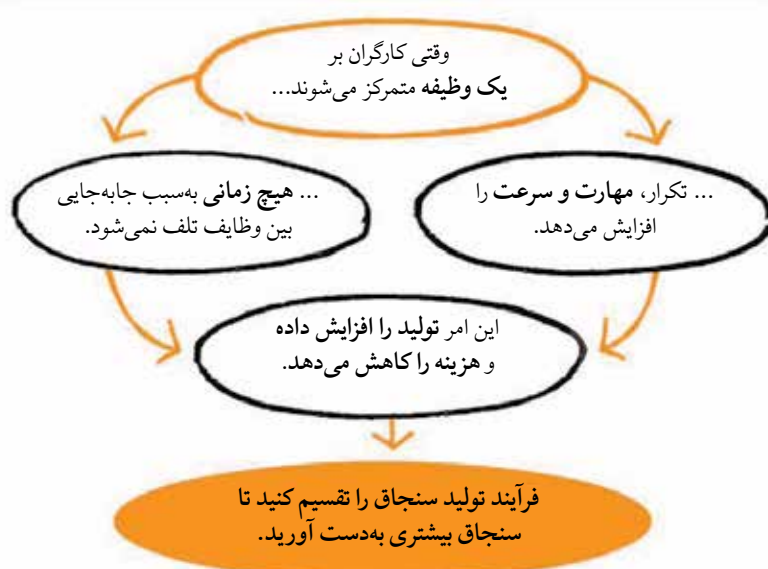 وقتی کارگران بر
یک وظیفه متمرکز می‌شوند...
... تکرار، مهارت و سرعت را
افزایش می‌دهد.
... هیچ زمانی به‌سبب جابه‌جایی
بین وظایف تلف نمی‌شود.
این امر تولید را افزایش داده
و هزینه را کاهش می‌دهد.
فرآیند تولید سنجاق را تقسیم کنید تا
سنجاق بیشتری به‌دست آورید.